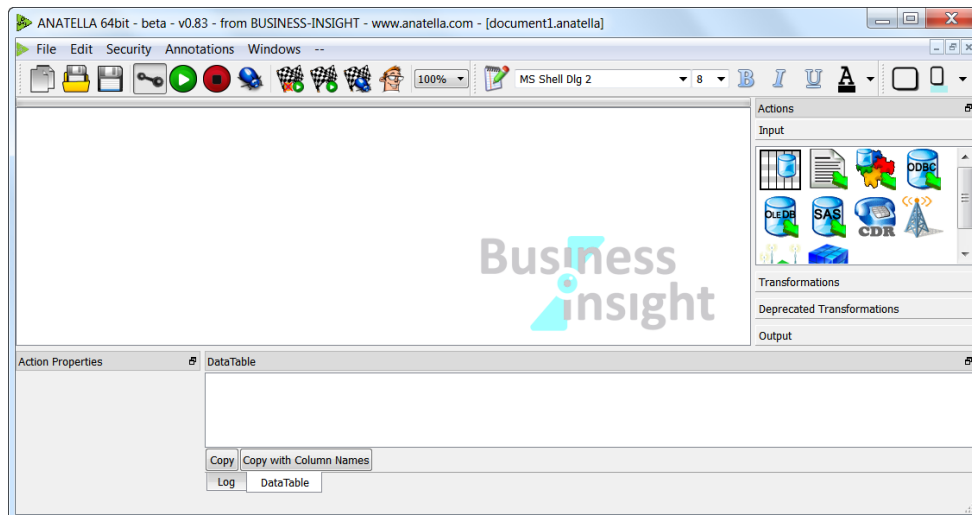 ANATELLA 64bit - beta - v0.83 - from BUSINESS-INSIGHT - www.anatella.com - [document1.anatella]
File Edit Security Annotations Windows --
100% MS Shell Dlg 2 8 B I U A
Actions
Input
ODBC
OLE DB SAS CDR
Business
insight
Transformations
Deprecated Transformations
Output
Action Properties
DataTable
Copy Copy with Column Names
Log DataTable